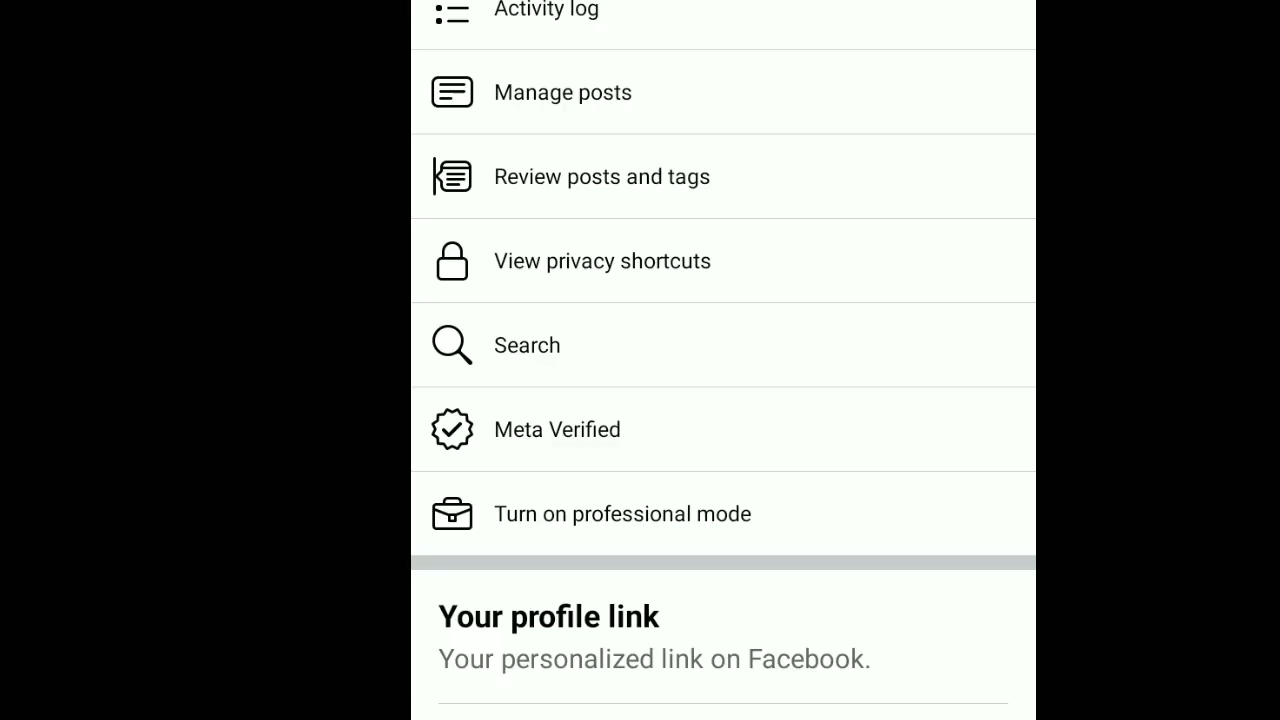 Activity log
Manage posts
Review posts and tags
View privacy shortcuts
Search
Meta Verified
Turn on professional mode
Your profile link
Your personalized link on Facebook.